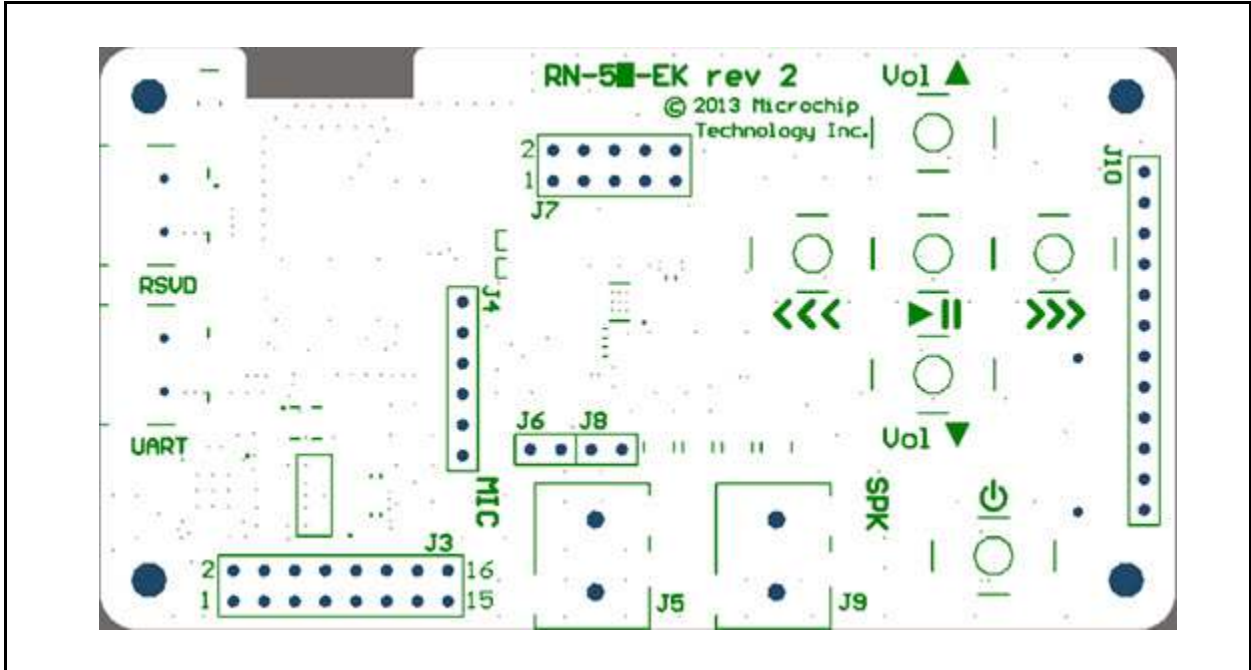 RN-5█-EK rev 2
Vol ▲
© 2013 Microchip
Technology Inc.
2
1
J7
J10
RSVD
J4
<<<
▶||
>>>
UART
J6 J8
Vol ▼
MIC
SPK
J3
2
16
1
15
J5
J9